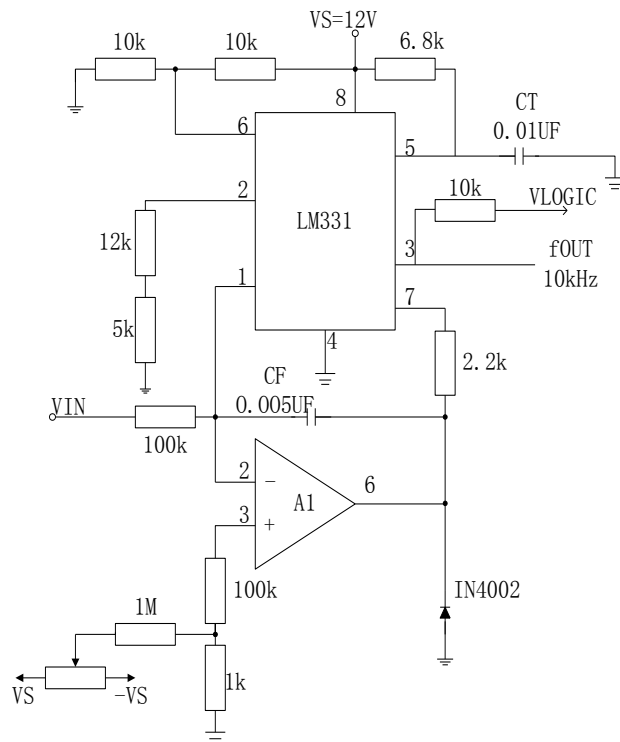 VS=12V
10k
10k
6.8k
8
CT
0.01UF
6
5
2
LM331
10k
VLOGIC
12k
3
fOUT
1
10kHz
7
5k
4
2.2k
CF
VIN
0.005UF
100k
2
−
A1
6
3
+
100k
IN4002
1M
VS
-VS
1k